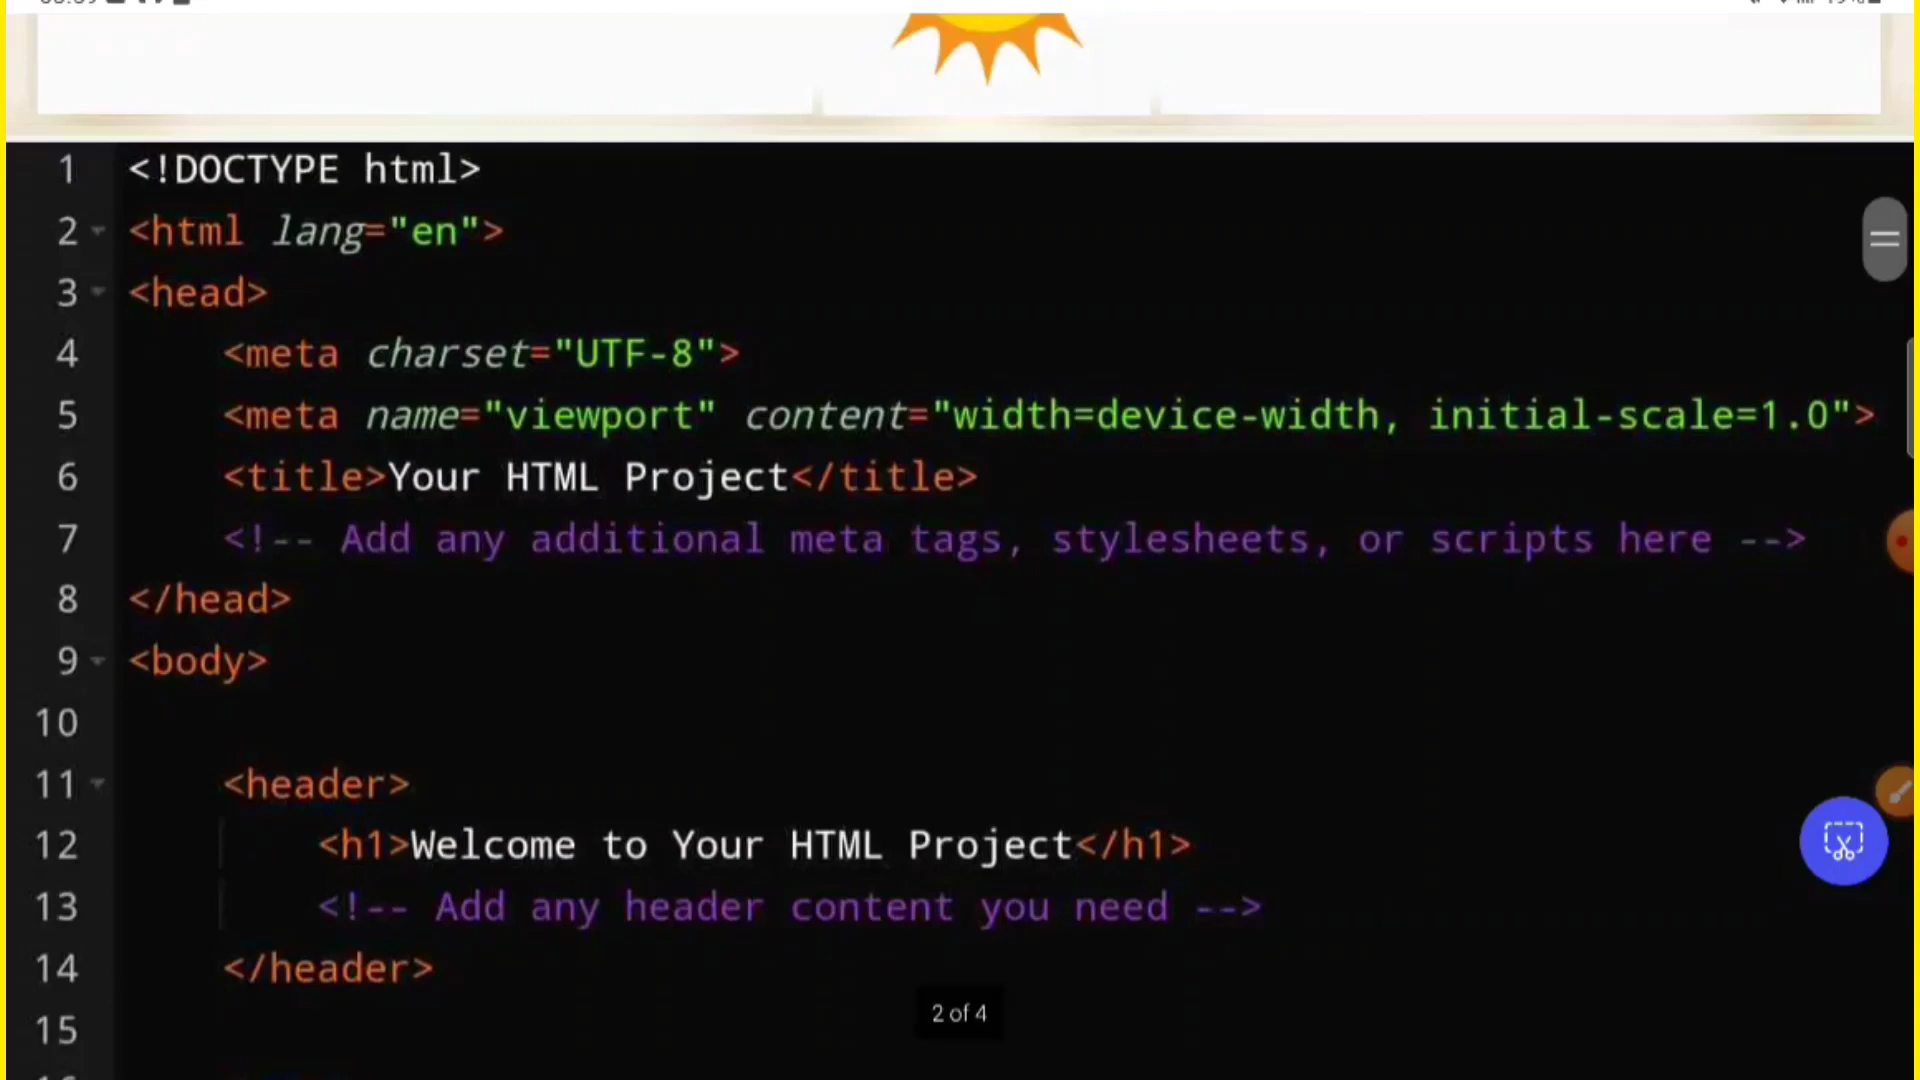 1 <!DOCTYPE html>
2 <html lang="en">
3 <head>
4 <meta charset="UTF-8">
5 <meta name="viewport" content="width=device-width, initial-scale=1.0">
6 <title>Your HTML Project</title>
7 <!-- Add any additional meta tags, stylesheets, or scripts here -->
8 </head>
9 <body>
10
11 <header>
12 <h1>Welcome to Your HTML Project</h1>
13 <!-- Add any header content you need -->
14 </header>
2 of 4
15